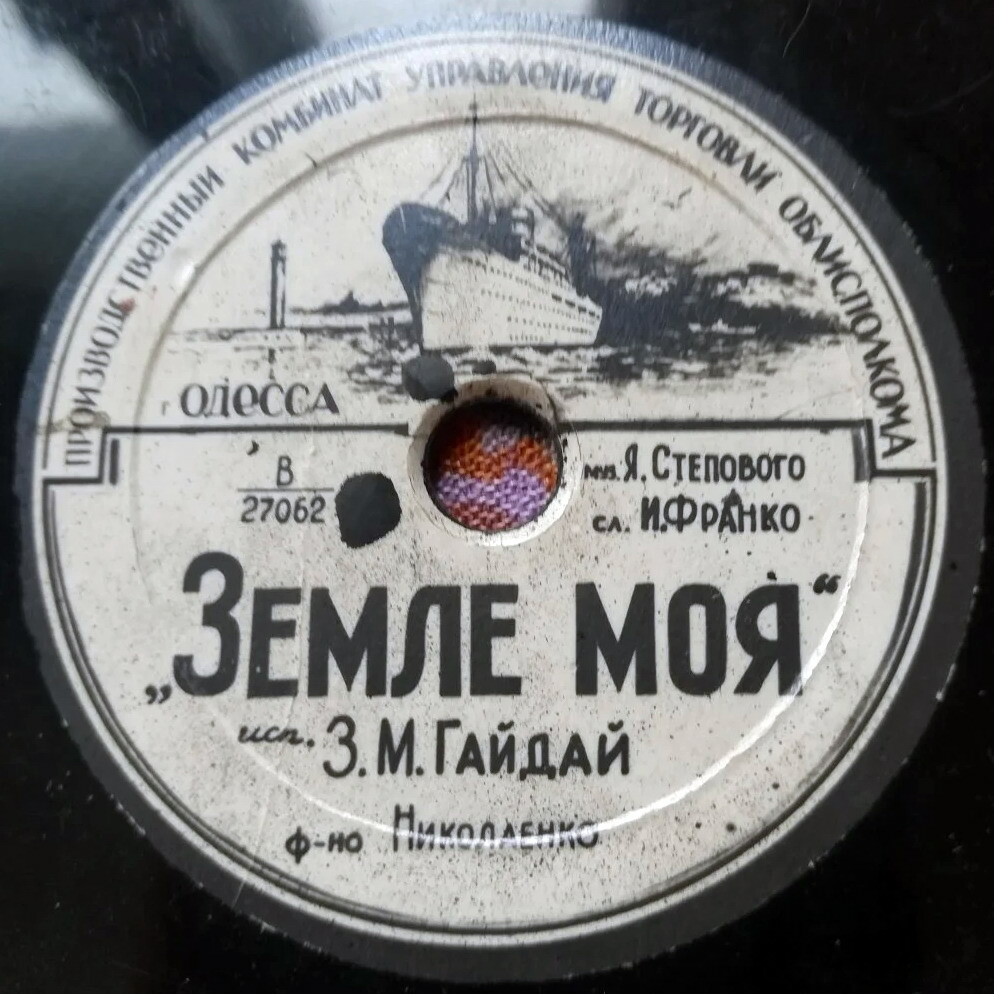 ПРОИЗВОДСТВЕННЫЙ КОМБИНАТ УПРАВЛЕНИЯ ТОРГОВЛИ ОБЛИСПОЛКОМА
г ОДЕССА
В
27062
муз. Я. СТЕПОВОГО
сл. И. ФРАНКО
„ЗЕМЛЕ МОЯ“
исп. З. М. ГАЙДАЙ
ф-но НИКОЛАЕНКО